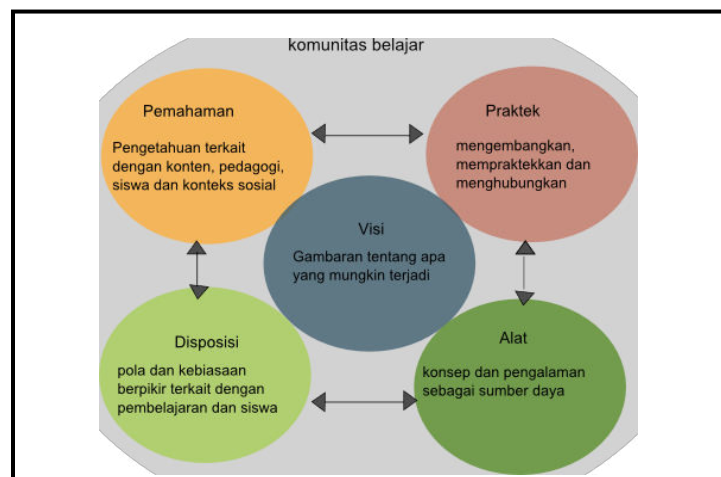 komunitas belajar
Pemahaman
Pengetahuan terkait
dengan konten, pedagogi,
siswa dan konteks sosial
Praktek
mengembangkan,
mempraktekkan dan
menghubungkan
Visi
Gambaran tentang apa
yang mungkin terjadi
Disposisi
pola dan kebiasaan
berpikir terkait dengan
pembelajaran dan siswa
Alat
konsep dan pengalaman
sebagai sumber daya